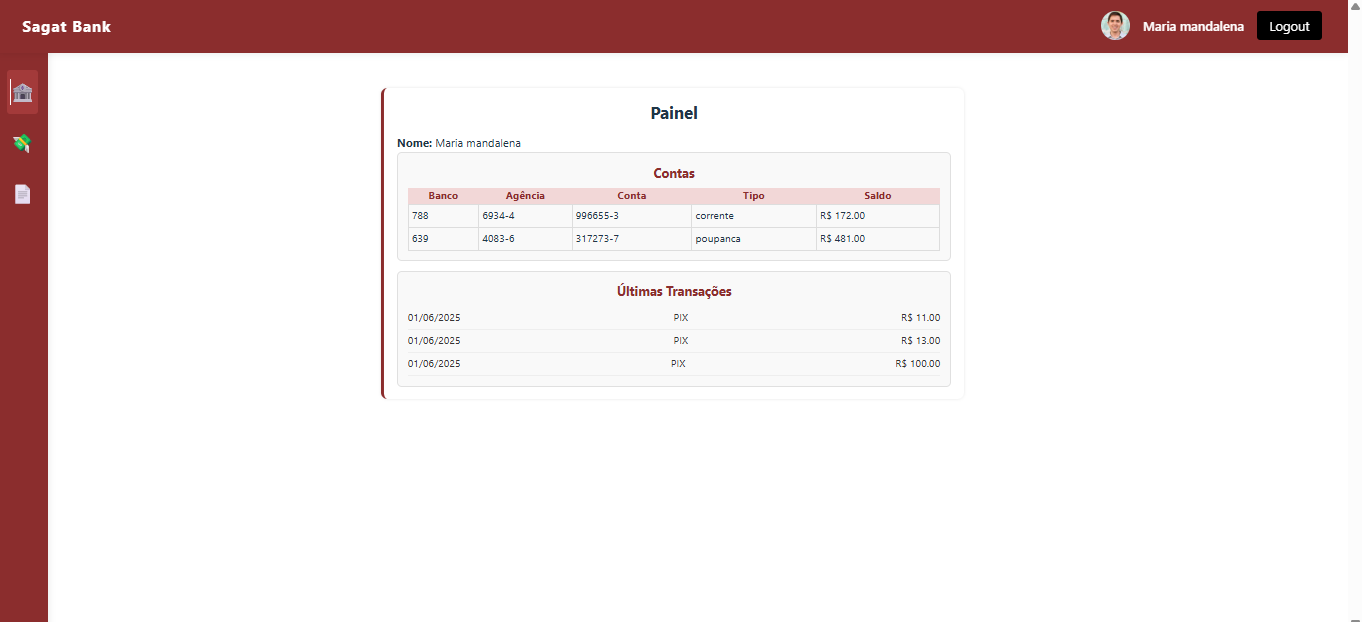 Sagat Bank
Maria mandalena
Logout
Painel
Nome: Maria mandalena
Contas
Banco Agência Conta Tipo Saldo
788 6934-4 996655-3 corrente R$ 172.00
639 4083-6 317273-7 poupanca R$ 481.00
Últimas Transações
01/06/2025 PIX R$ 11.00
01/06/2025 PIX R$ 13.00
01/06/2025 PIX R$ 100.00